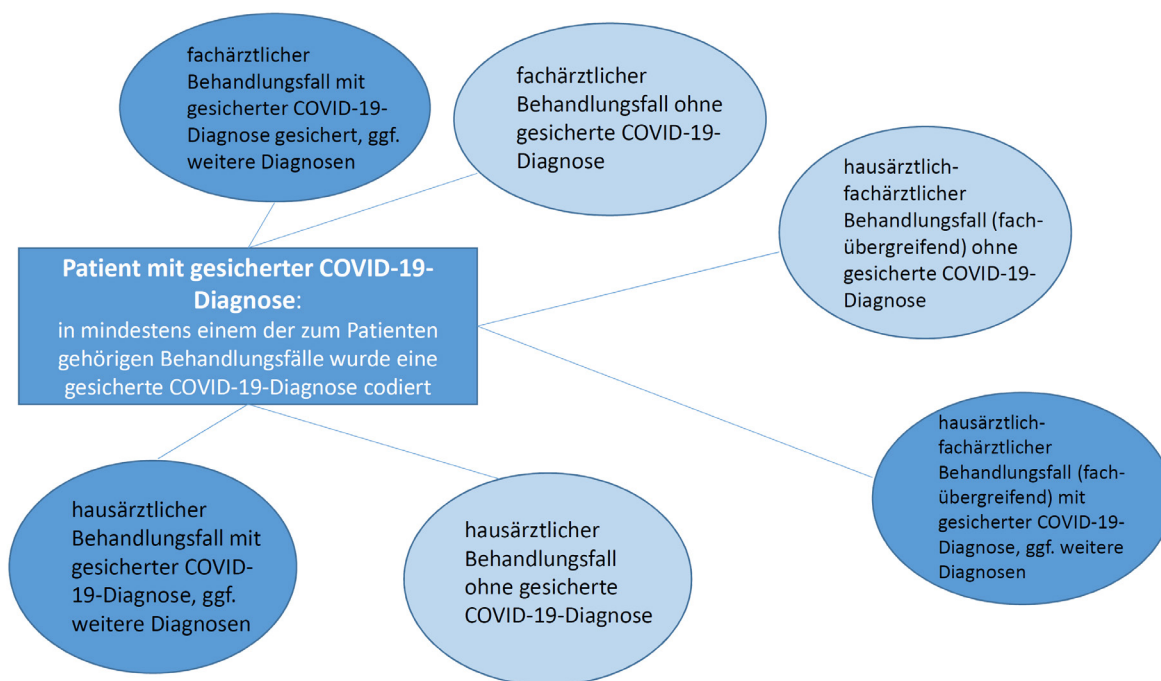 fachärztlicher
Behandlungsfall mit
gesicherter COVID-19-
Diagnose gesichert, ggf.
weitere Diagnosen
fachärztlicher
Behandlungsfall ohne
gesicherte COVID-19-
Diagnose
hausärztlich-
fachärztlicher
Behandlungsfall (fach-
übergreifend) ohne
gesicherte COVID-19-
Diagnose
Patient mit gesicherter COVID-19-
Diagnose:
in mindestens einem der zum Patienten
gehörigen Behandlungsfälle wurde eine
gesicherte COVID-19-Diagnose codiert
hausärztlich-
fachärztlicher
Behandlungsfall (fach-
übergreifend) mit
gesicherter COVID-19-
Diagnose, ggf. weitere
Diagnosen
hausärztlicher
Behandlungsfall mit
gesicherter COVID-
19-Diagnose, ggf.
weitere Diagnosen
hausärztlicher
Behandlungsfall
ohne gesicherte
COVID-19-Diagnose